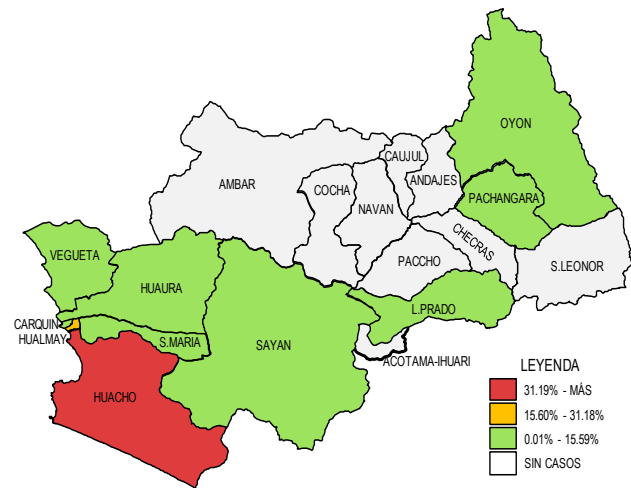 OYON
CAUJUL
AMBAR
COCHA
ANDAJES
NAVAN
PACHANGARA
CHECRAS
VEGUETA
PACCHO
S.LEONOR
HUAURA
L.PRADO
CARQUIN
HUALMAY
S.MARIA
SAYAN
ACOTAMA-IHUARI
HUACHO
LEYENDA
31.19% - MÁS
15.60% - 31.18%
0.01% - 15.59%
SIN CASOS